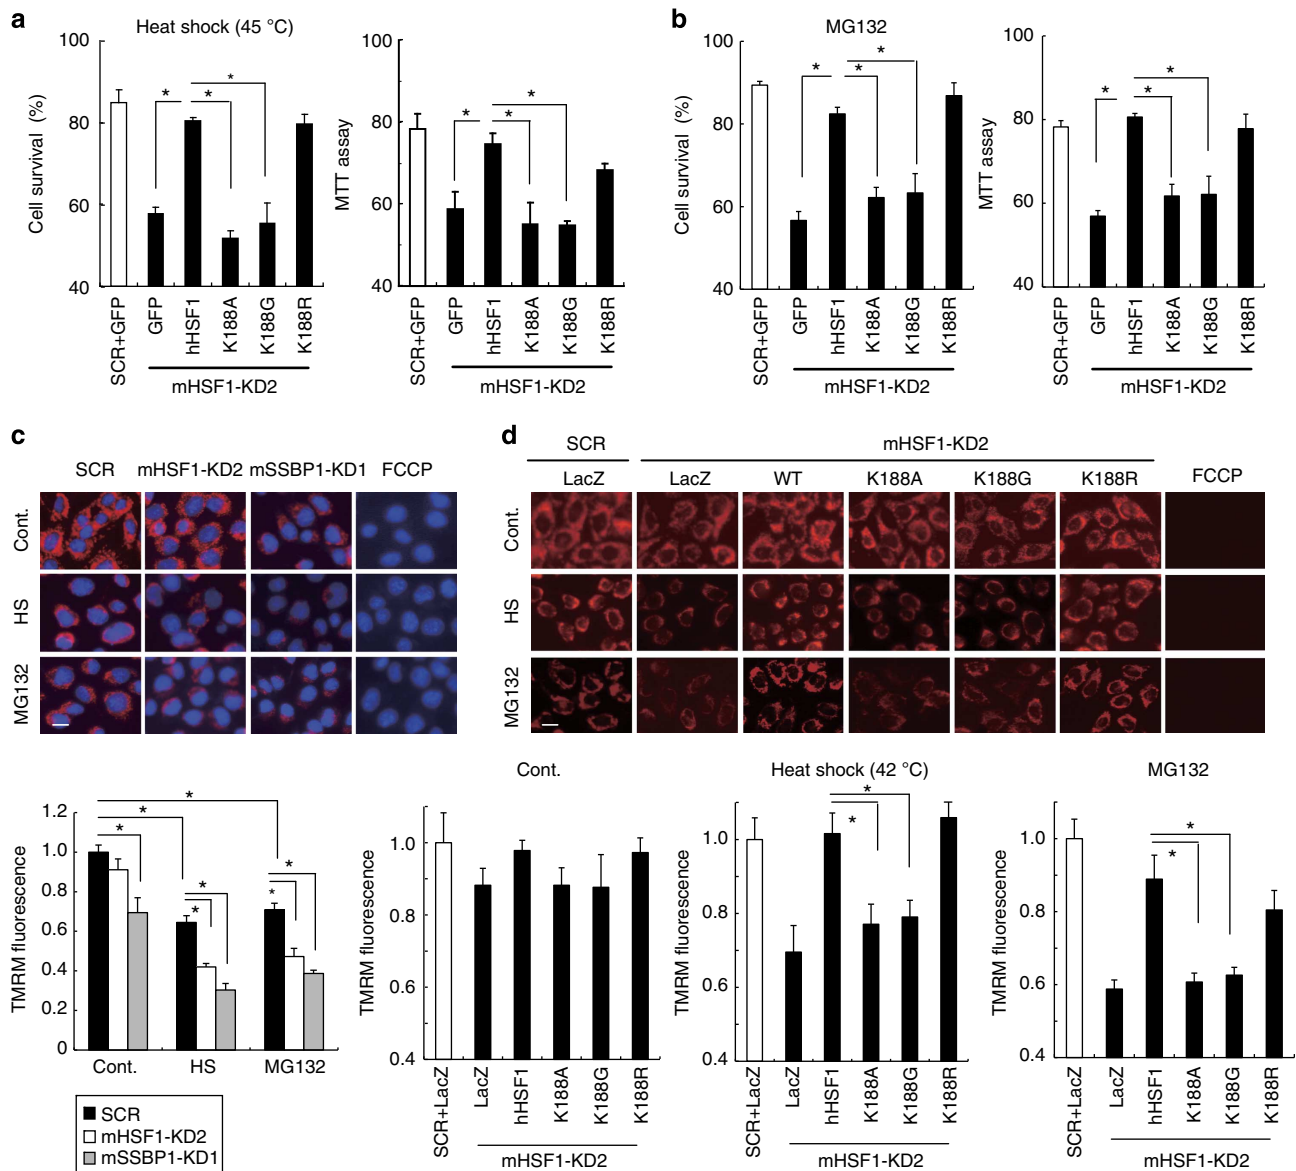 a
Heat shock (45 °C)
100
80
60
40
Cell survival (%)
*
*
*
SCR+GFP
GFP
hHSF1
K188A
K188G
K188R
mHSF1-KD2
100
80
60
40
MTT assay
*
*
*
SCR+GFP
GFP
hHSF1
K188A
K188G
K188R
mHSF1-KD2
b
MG132
100
80
60
40
Cell survival (%)
*
*
*
SCR+GFP
GFP
hHSF1
K188A
K188G
K188R
mHSF1-KD2
100
80
60
40
MTT assay
*
*
*
SCR+GFP
GFP
hHSF1
K188A
K188G
K188R
mHSF1-KD2
c
SCR mHSF1-KD2 mSSBP1-KD1 FCCP
Cont.
HS
MG132
1.2
1.0
0.8
0.6
0.4
0.2
0
TMRM fluorescence
*
*
*
*
*
*
*
Cont. HS MG132
SCR
mHSF1-KD2
mSSBP1-KD1
d
SCR mHSF1-KD2
LacZ LacZ WT K188A K188G K188R FCCP
Cont.
HS
MG132
Cont.
1.0
0.8
0.6
0.4
TMRM fluorescence
SCR+LacZ
LacZ
hHSF1
K188A
K188G
K188R
mHSF1-KD2
Heat shock (42 °C)
1.0
0.8
0.6
0.4
TMRM fluorescence
*
*
SCR+LacZ
LacZ
hHSF1
K188A
K188G
K188R
mHSF1-KD2
MG132
1.0
0.8
0.6
0.4
TMRM fluorescence
*
*
SCR+LacZ
LacZ
hHSF1
K188A
K188G
K188R
mHSF1-KD2